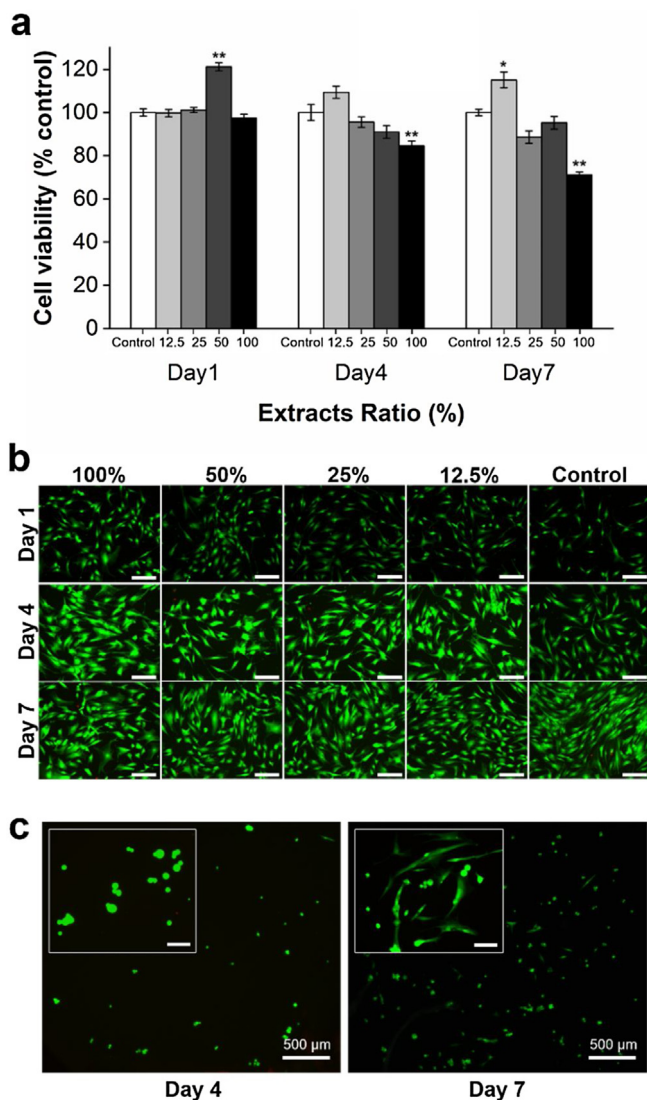 a
Cell viability (% control)
120
100
80
60
40
20
0
** ** * **
Control 12.5 25 50 100 Control 12.5 25 50 100 Control 12.5 25 50 100
Day1 Day4 Day7
Extracts Ratio (%)
b
100% 50% 25% 12.5% Control
Day 1
Day 4
Day 7
c
500 µm 500 µm
Day 4 Day 7